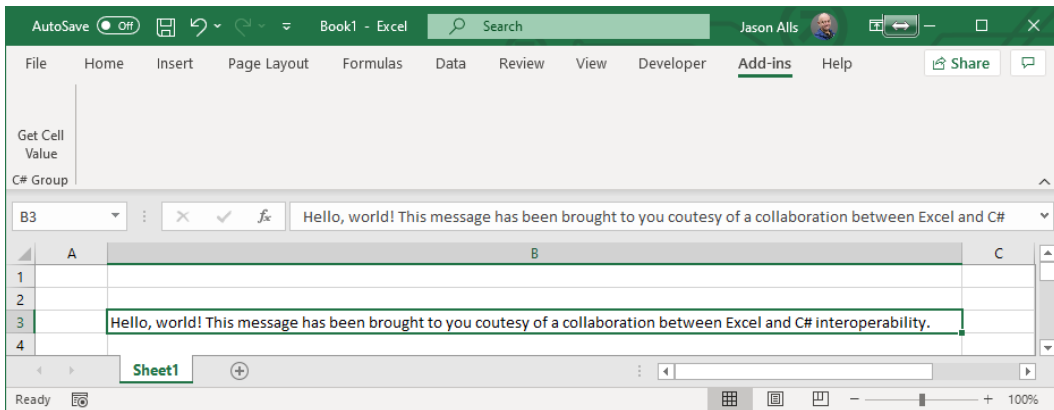 AutoSave Off Book1 - Excel Search Jason Alls
File Home Insert Page Layout Formulas Data Review View Developer Add-ins Help Share
Get Cell
Value
C# Group
B3 fx Hello, world! This message has been brought to you coutesy of a collaboration between Excel and C#
A B C
1
2
3 Hello, world! This message has been brought to you coutesy of a collaboration between Excel and C# interoperability.
4
Sheet1
Ready 100%